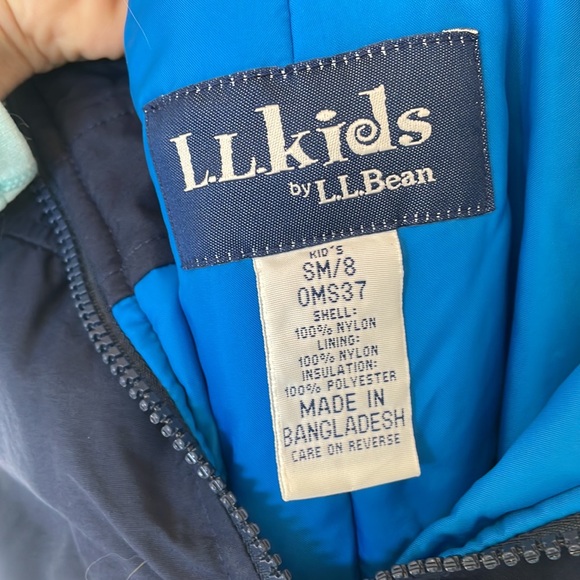 L.L.kids
by L.L.Bean
KID'S
SM/8
OMS37
SHELL:
100% NYLON
LINING:
100% NYLON
INSULATION:
100% POLYESTER
MADE IN
BANGLADESH
CARE ON REVERSE